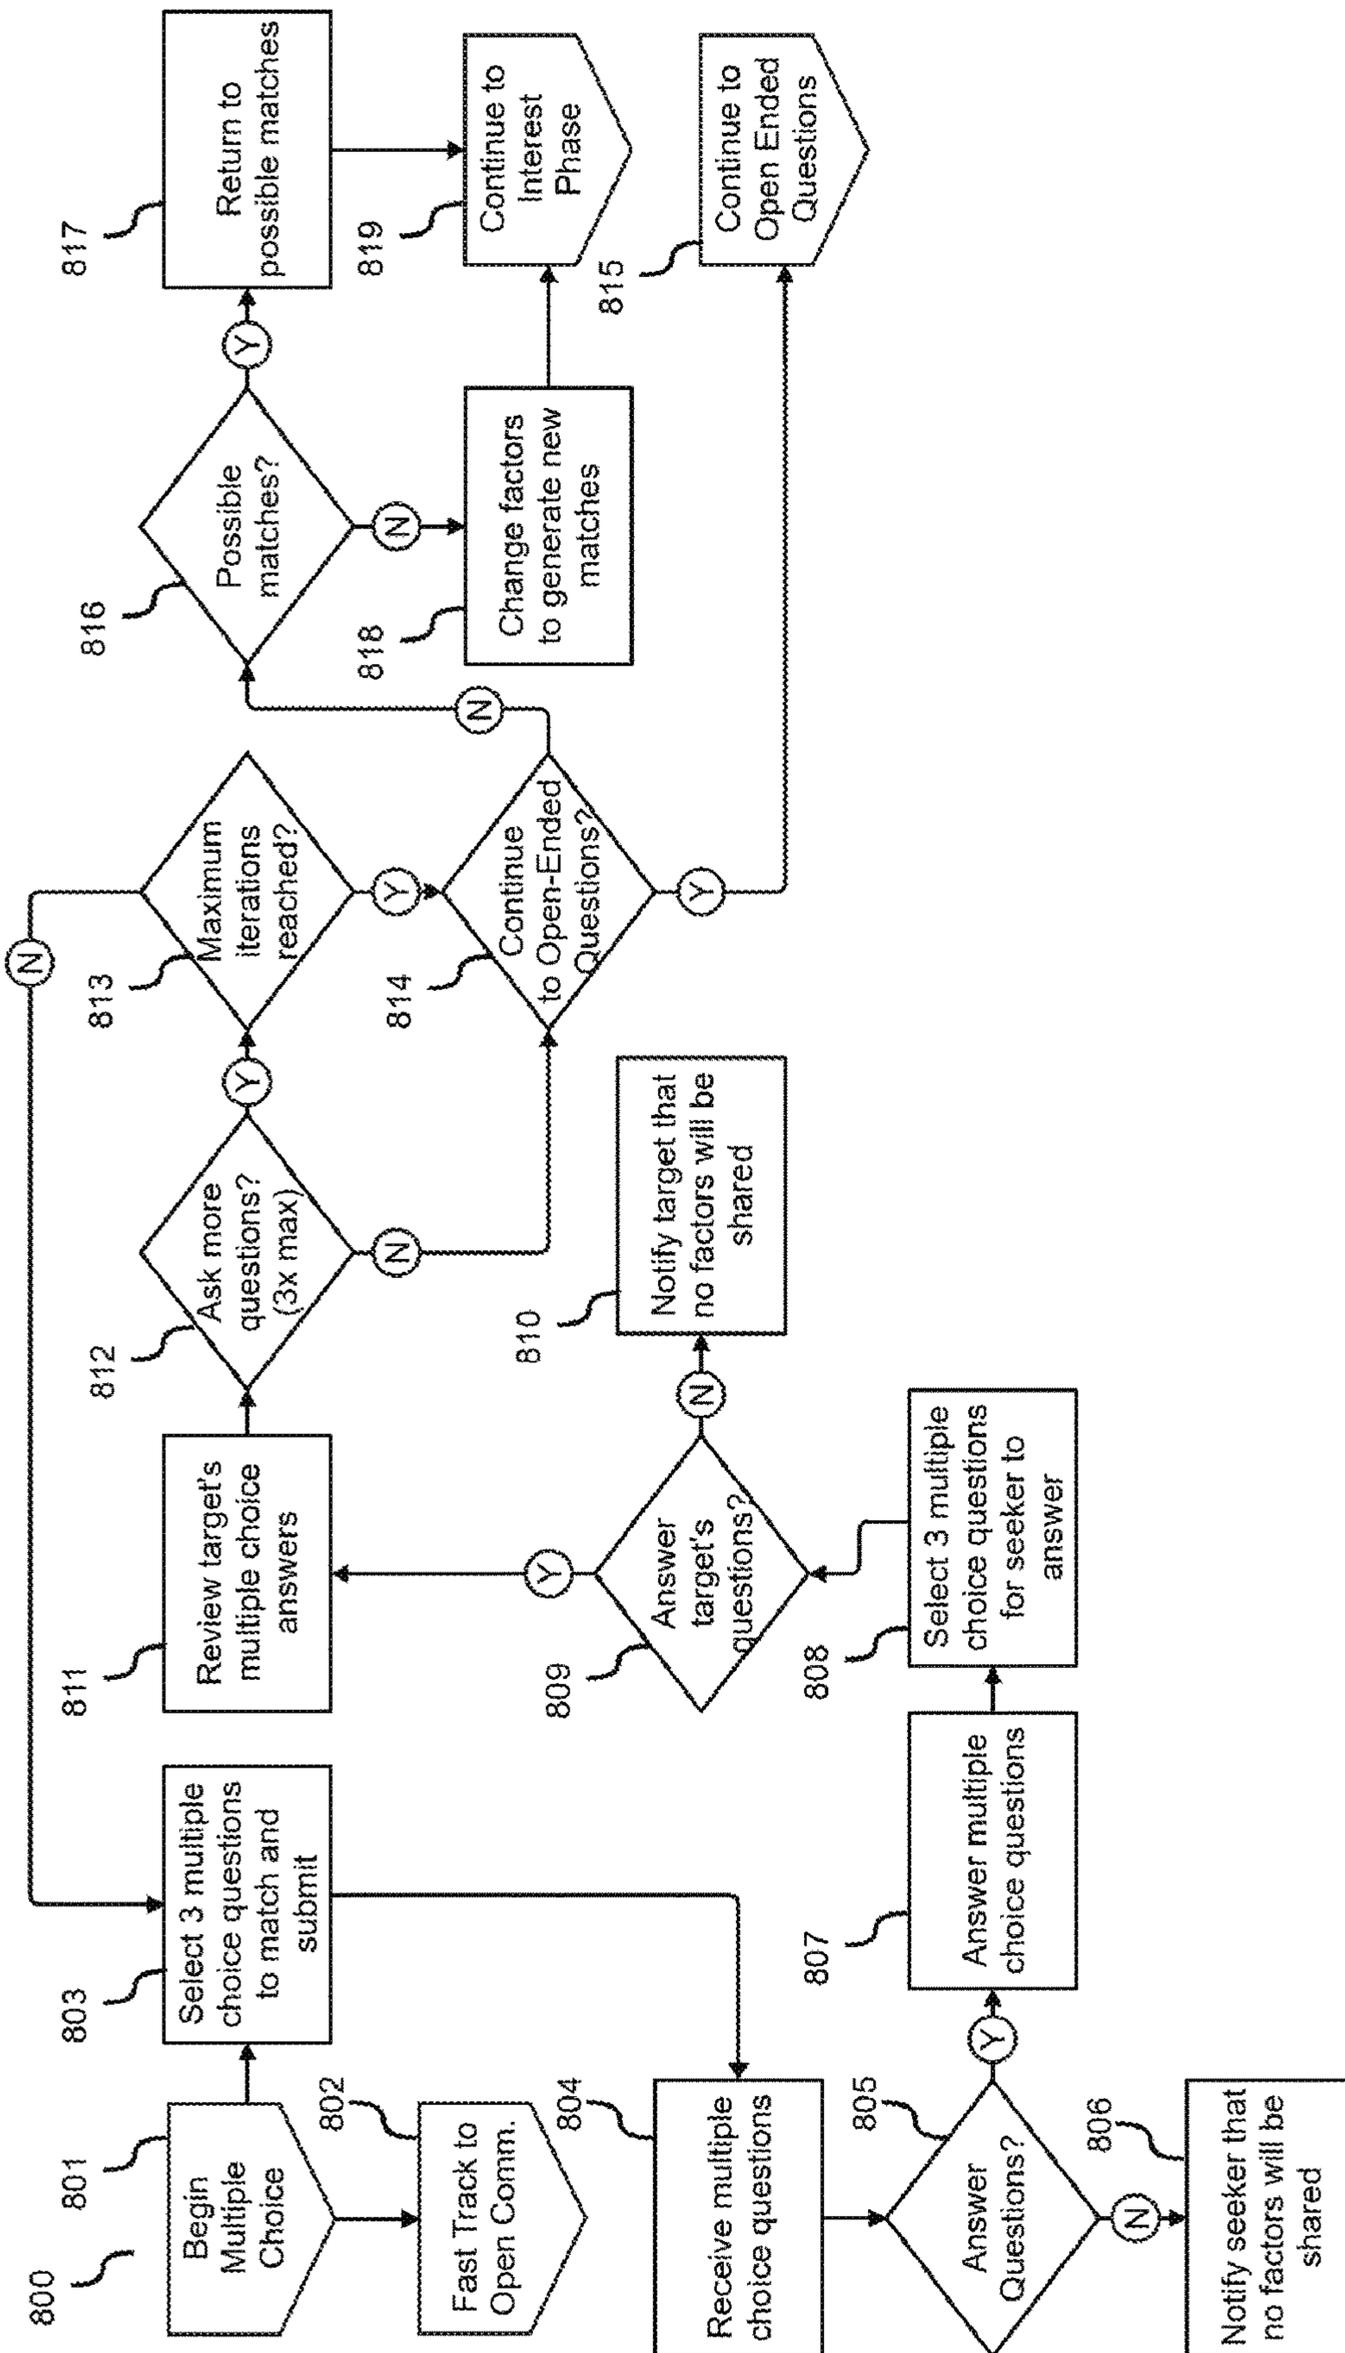 800
801
Begin
Multiple
Choice
802
Fast Track to
Open Comm.
803
Select 3 multiple
choice questions
to match and
submit
804
Receive multiple
choice questions
805
Answer
Questions?
N
806
Notify seeker that
no factors will be
shared
Y
807
Answer multiple
choice questions
808
Select 3 multiple
choice questions
for seeker to
answer
809
Answer
target's
questions?
N
810
Notify target that
no factors will be
shared
Y
811
Review target's
multiple choice
answers
812
Ask more
questions?
(3x max)
Y
N
813
Maximum
iterations
reached?
N
Y
814
Continue
to Open-Ended
Questions?
N
Y
815
Continue to
Open Ended
Questions
816
Possible
matches?
Y
N
817
Return to
possible matches
818
Change factors
to generate new
matches
819
Continue to
Interest
Phase